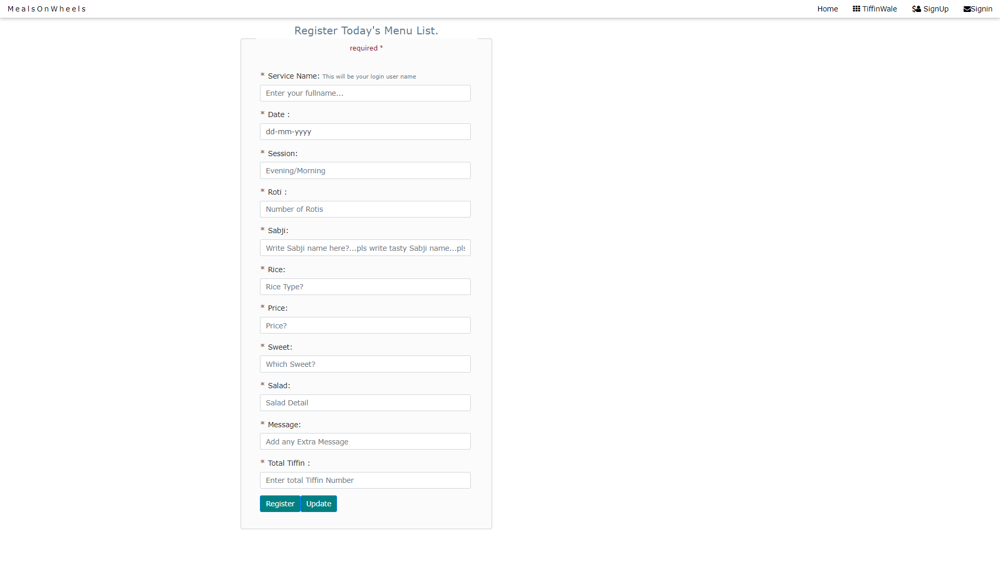 MealsOnWheels
Home TiffinWale SignUp Signin
Register Today's Menu List.
required *
* Service Name: This will be your login user name
Enter your fullname...
* Date :
dd-mm-yyyy
* Session:
Evening/Morning
* Roti :
Number of Rotis
* Sabji:
Write Sabji name here?...pls write tasty Sabji name...pls
* Rice:
Rice Type?
* Price:
Price?
* Sweet:
Which Sweet?
* Salad:
Salad Detail
* Message:
Add any Extra Message
* Total Tiffin :
Enter total Tiffin Number
Register Update